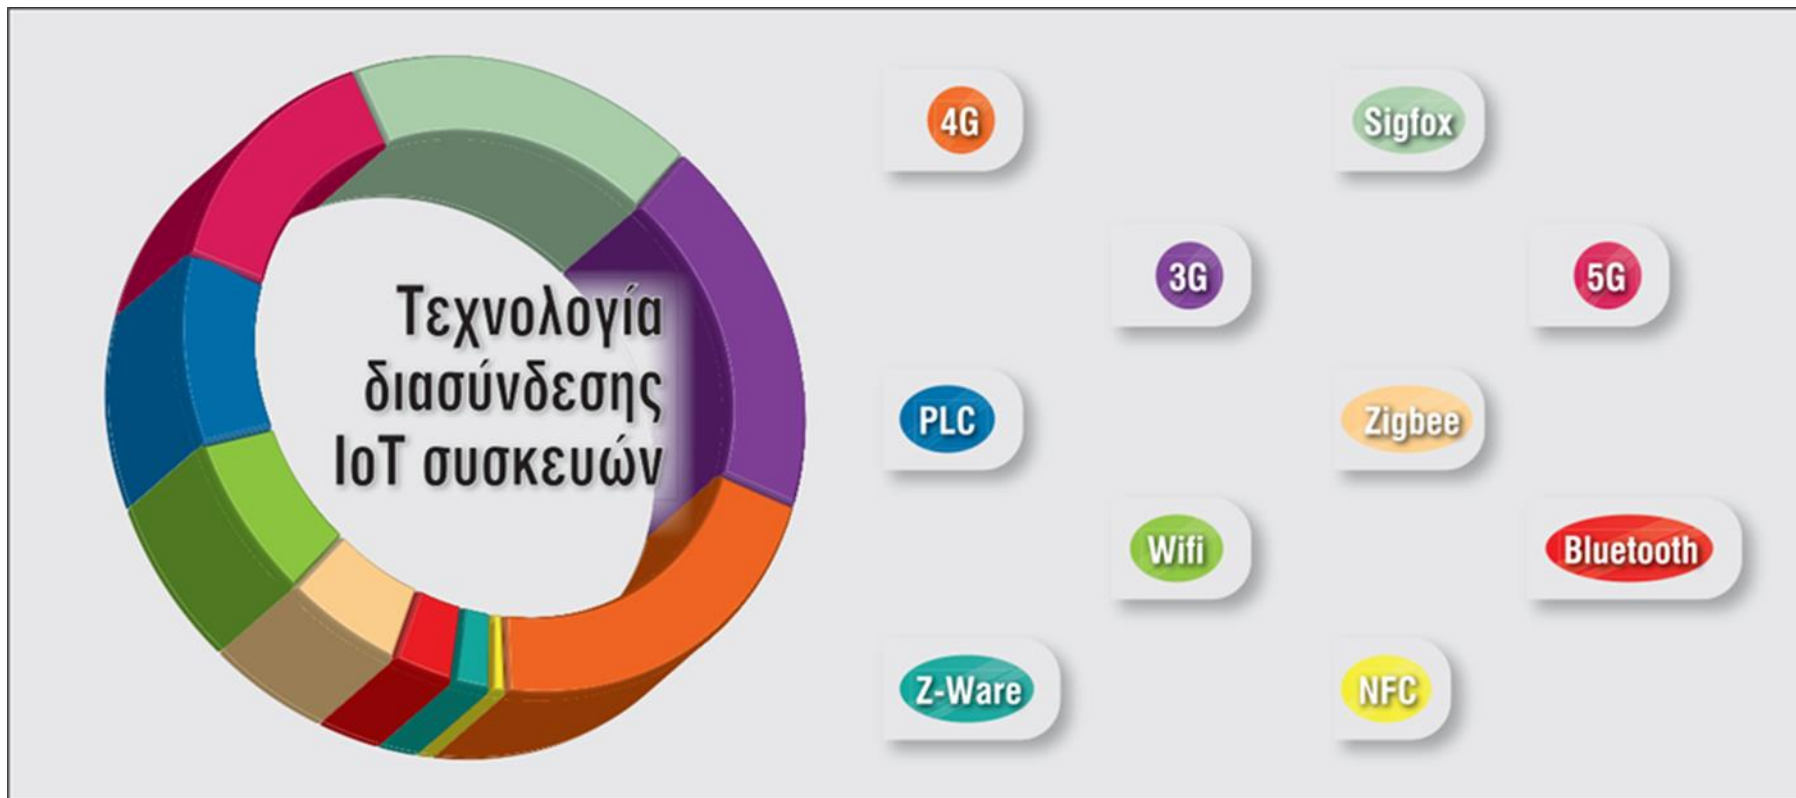 Τεχνολογία
διασύνδεσης
IoT συσκευών
4G
Sigfox
3G
5G
PLC
Zigbee
Wifi
Bluetooth
Z-Ware
NFC